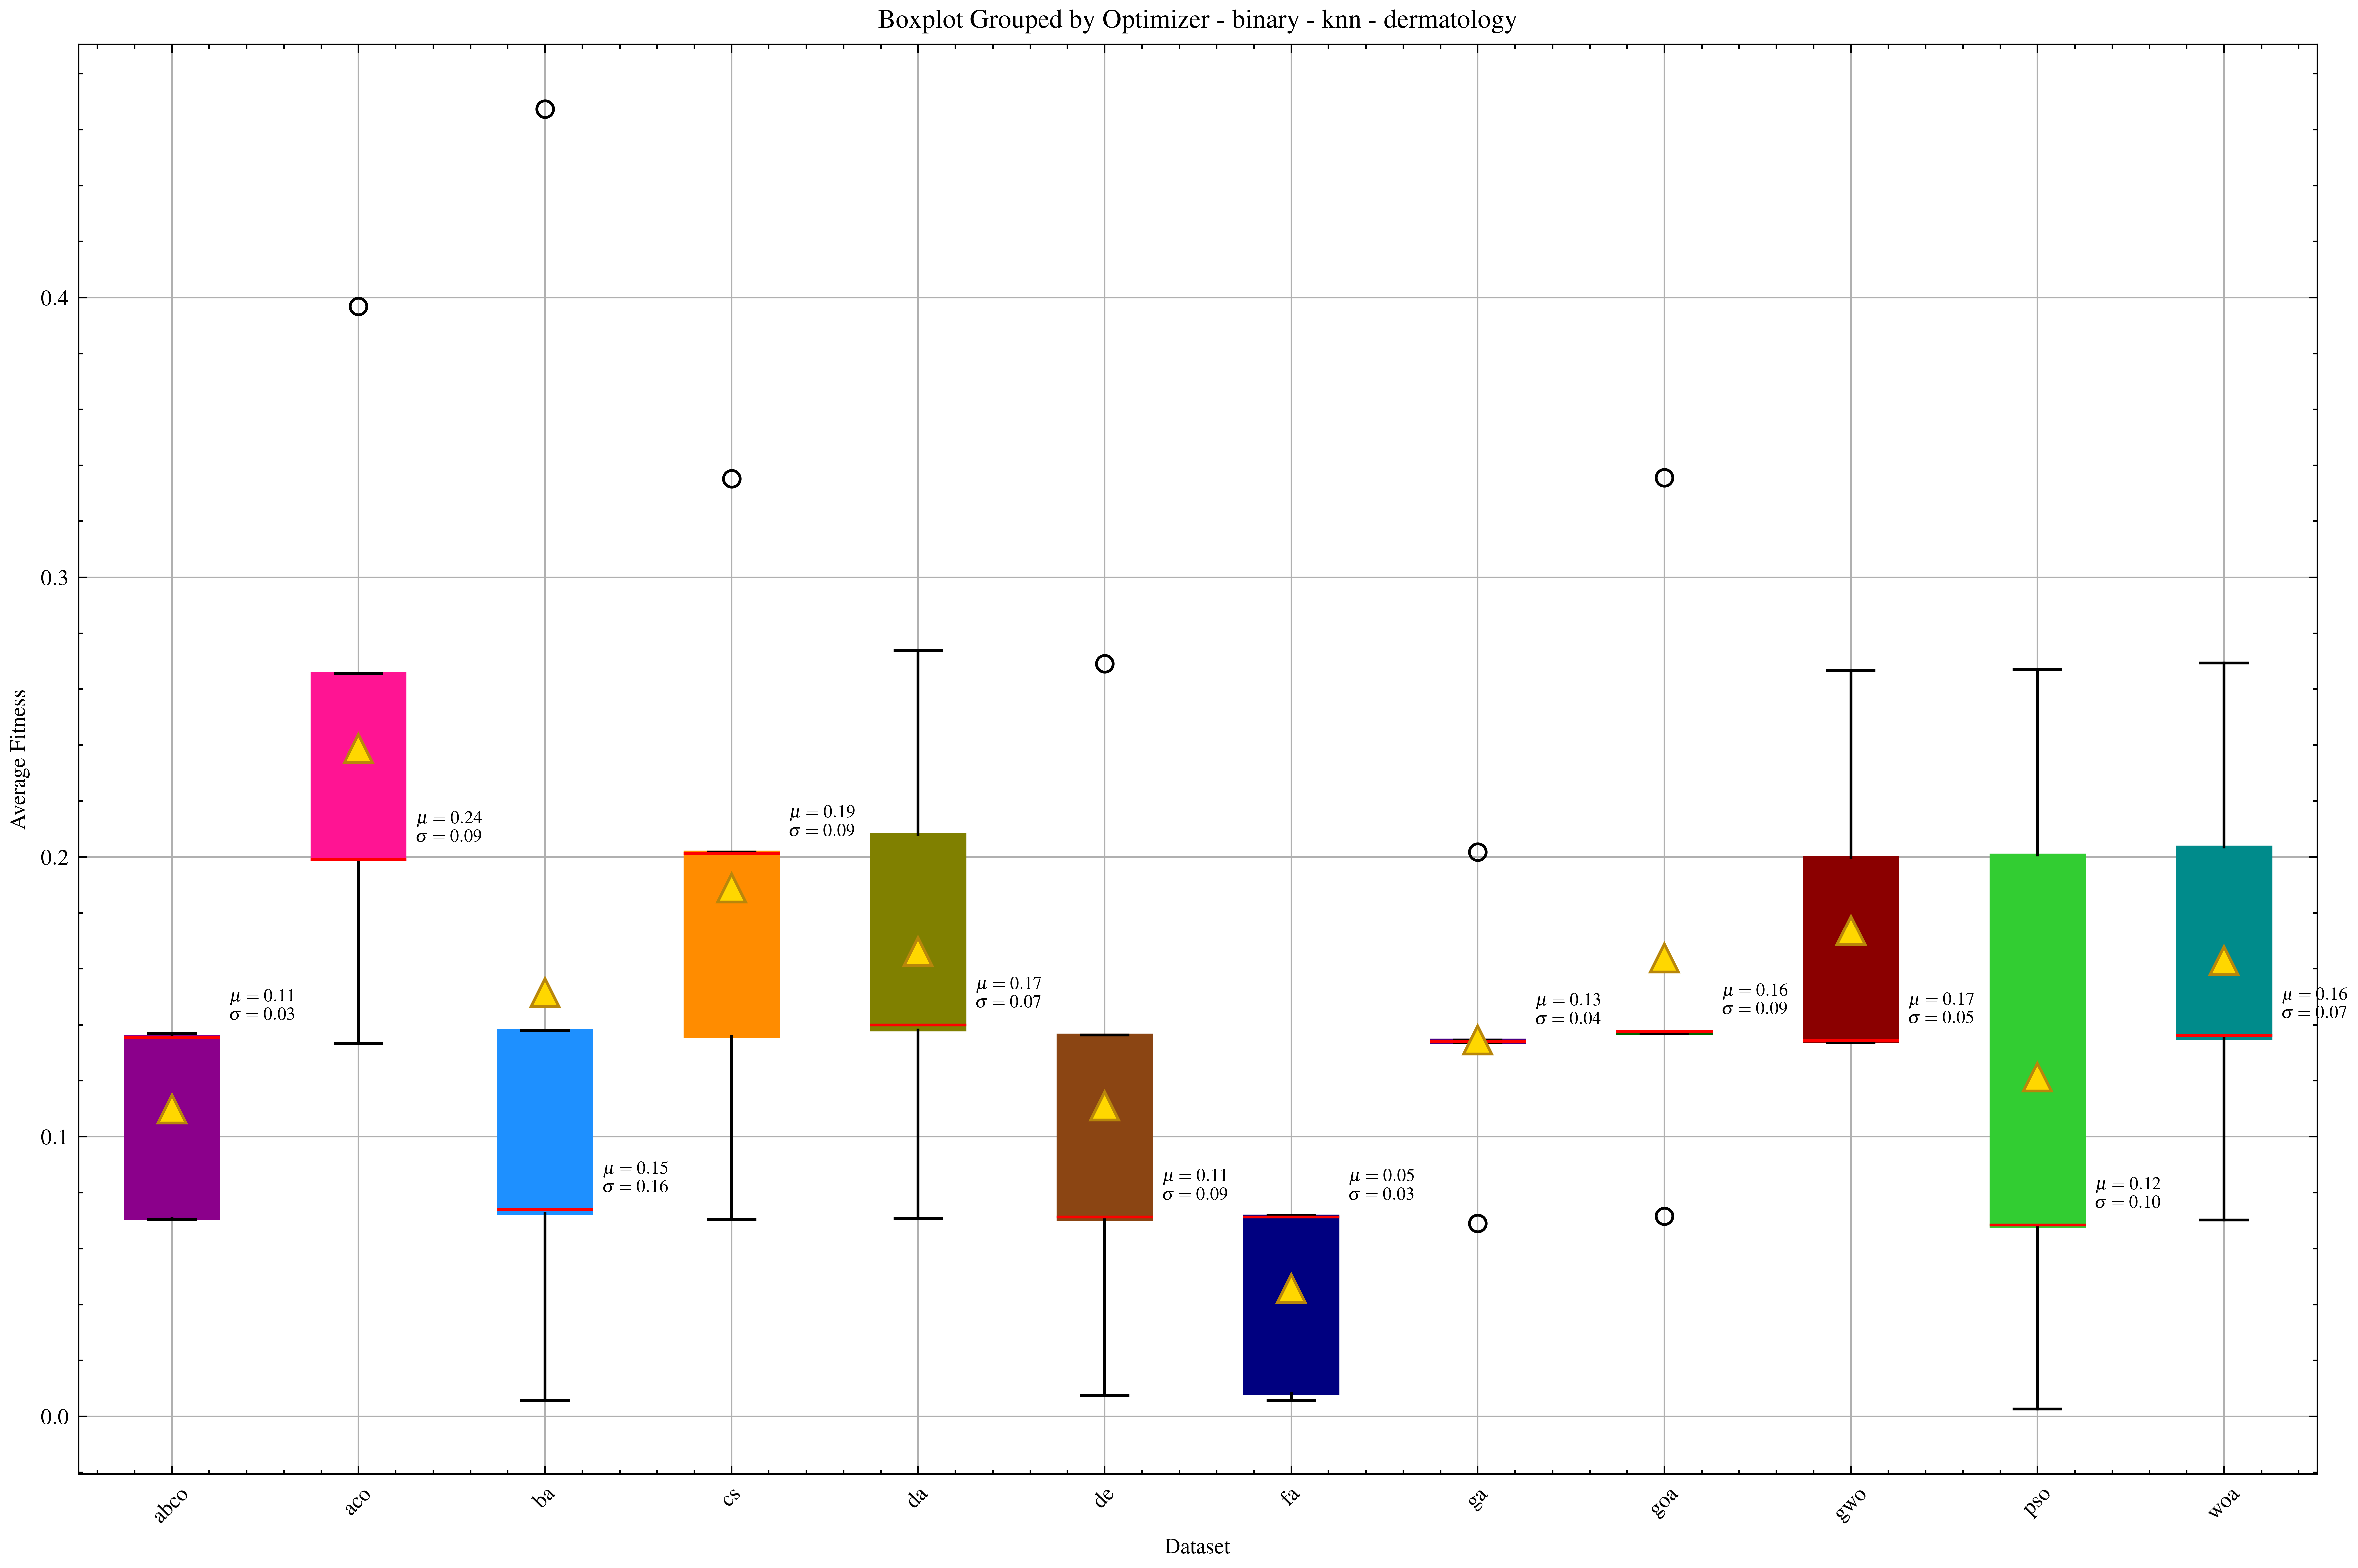 Boxplot Grouped by Optimizer - binary - knn - dermatology
Average Fitness
0.4
0.3
0.2
0.1
0.0
μ = 0.11
σ = 0.03
μ = 0.24
σ = 0.09
μ = 0.15
σ = 0.16
μ = 0.19
σ = 0.09
μ = 0.17
σ = 0.07
μ = 0.11
σ = 0.09
μ = 0.05
σ = 0.03
μ = 0.13
σ = 0.04
μ = 0.16
σ = 0.09
μ = 0.17
σ = 0.05
μ = 0.12
σ = 0.10
μ = 0.16
σ = 0.07
abco
aco
ba
cs
da
de
fa
ga
goa
gwo
pso
woa
Dataset